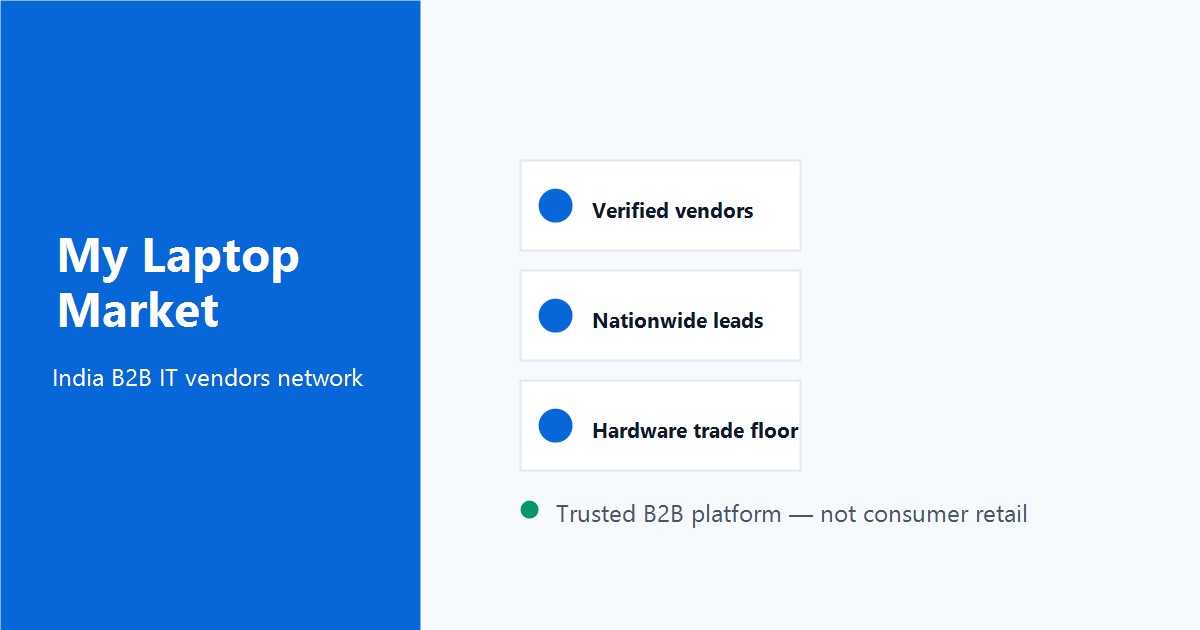 My Laptop
Market
India B2B IT vendors network
Verified vendors
Nationwide leads
Hardware trade floor
Trusted B2B platform — not consumer retail